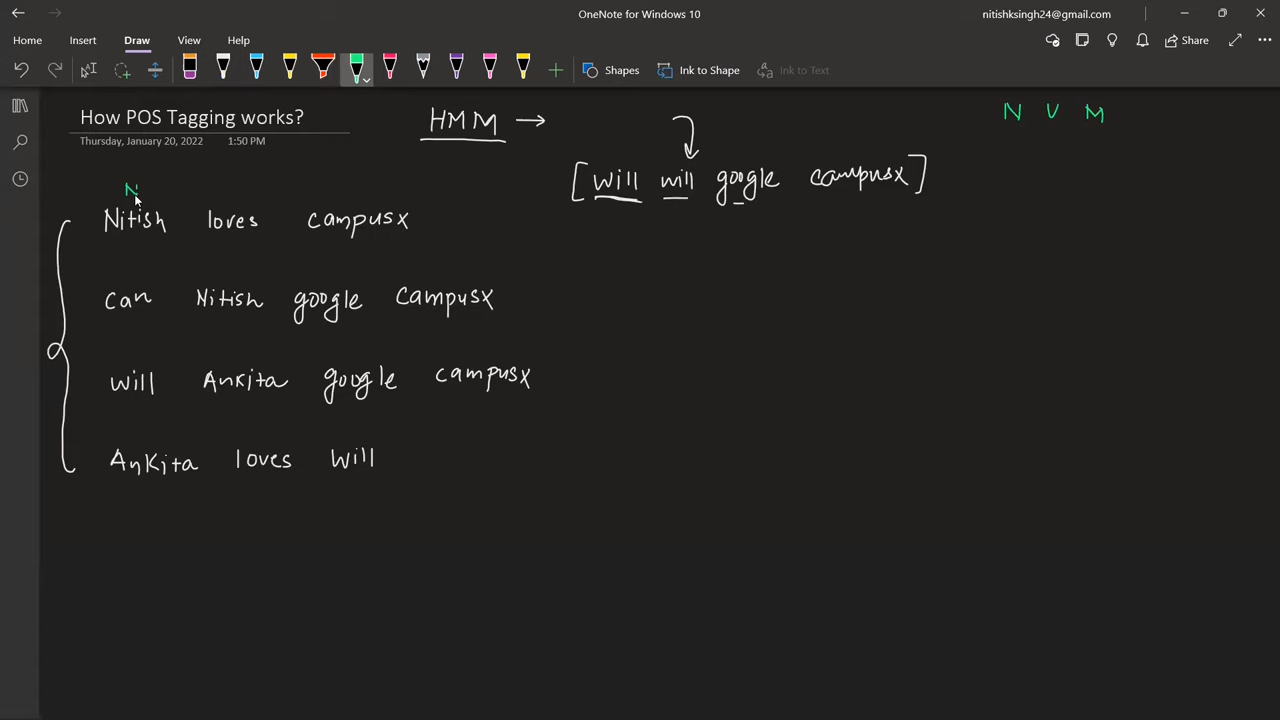 OneNote for Windows 10
nitishksingh24@gmail.com
Home Insert Draw View Help
Share
Shapes
Ink to Shape
Ink to Text
How POS Tagging works?
Thursday, January 20, 2022 1:50 PM
HMM →
N V M
[will will google campusx]
N
Nitish loves campusx
can Nitish google campusx
will Ankita google campusx
Ankita loves will